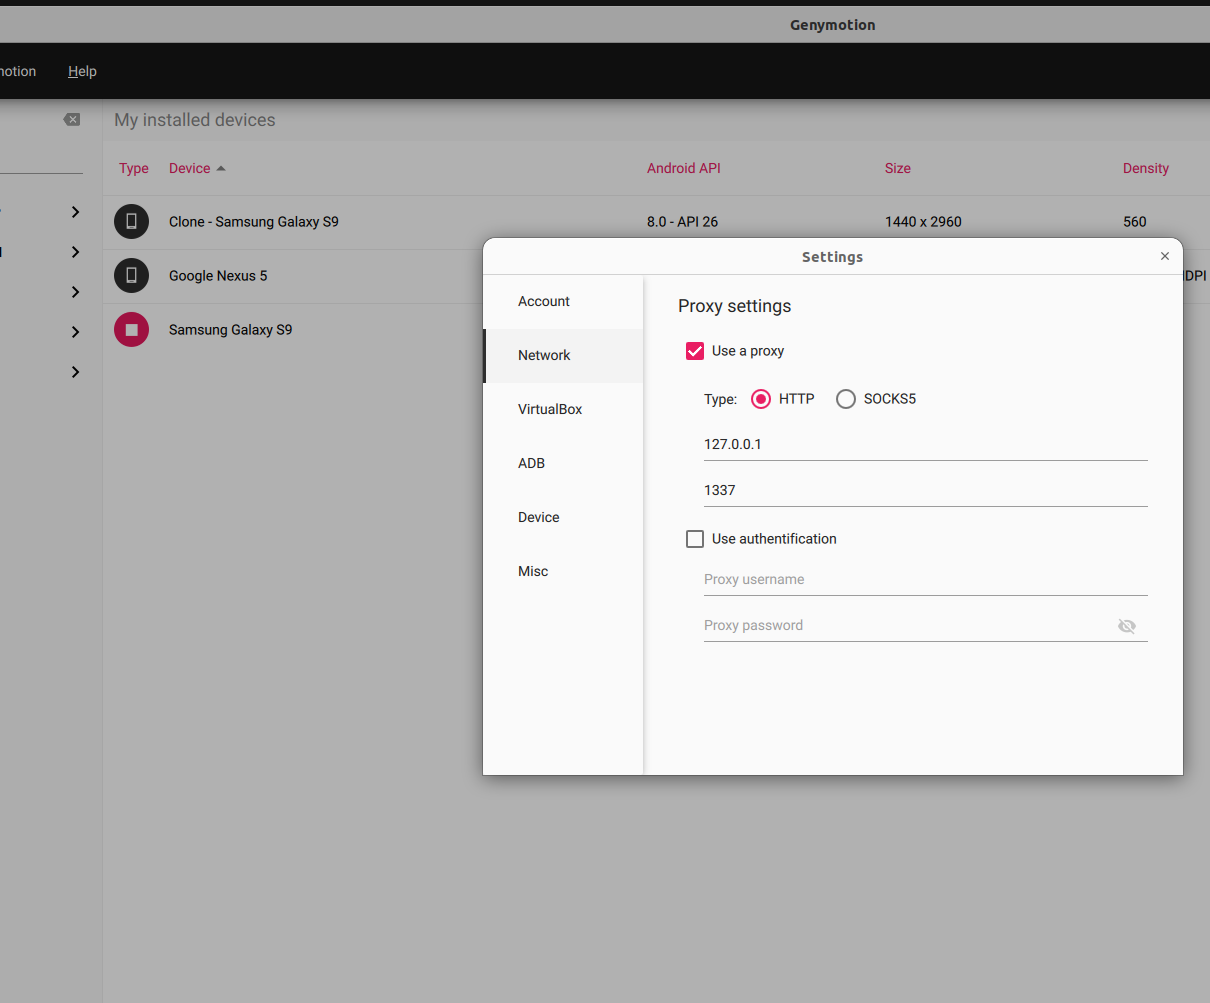 Genymotion
notion Help
My installed devices
Type Device Android API Size Density
Clone - Samsung Galaxy S9 8.0 - API 26 1440 x 2960 560
Google Nexus 5 IDPI
Samsung Galaxy S9
Settings
Account
Network
VirtualBox
ADB
Device
Misc
Proxy settings
Use a proxy
Type: HTTP SOCKS5
127.0.0.1
1337
Use authentification
Proxy username
Proxy password